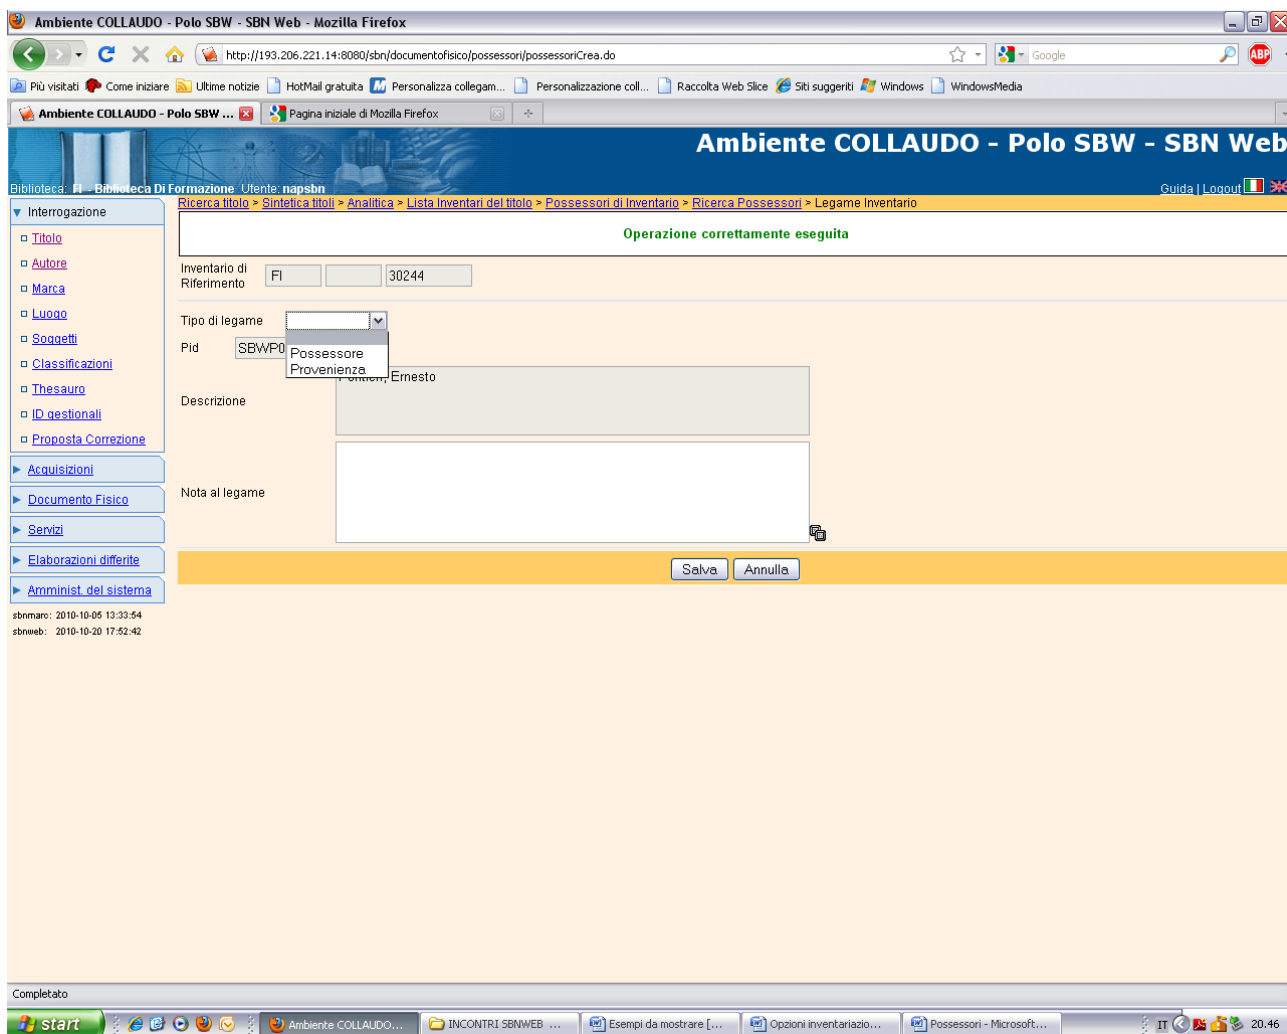 Ambiente COLLAUDO - Polo SBW - SBN Web - Mozilla Firefox
http://193.206.221.14:8080/sbn/documentofisico/possessori/possessoriCrea.do
Google
ABP
Più visitati Come iniziare Ultime notizie HotMail gratuita Personalizza collegam... Personalizzazione coll... Raccolta Web Slice Siti suggeriti Windows WindowsMedia
Ambiente COLLAUDO - Polo SBW ... Pagina iniziale di Mozilla Firefox
Ambiente COLLAUDO - Polo SBW - SBN Web
Biblioteca: FI - Biblioteca Di Formazione Utente: napsbn
Guida | Logout
Ricerca titolo > Sintetica titoli > Analitica > Lista Inventari del titolo > Possessori di Inventario > Ricerca Possessori > Legame Inventario
Interrogazione
Titolo
Autore
Marca
Luogo
Soggetti
Classificazioni
Thesauro
ID gestionali
Proposta Correzione
Acquisizioni
Documento Fisico
Servizi
Elaborazioni differite
Amminist. del sistema
sbnmarc: 2010-10-05 13:33:54
sbnweb: 2010-10-20 17:52:42
Operazione correttamente eseguita
Inventario di
Riferimento FI 30244
Tipo di legame
Possessore
Provenienza
Pid SBWP0
Descrizione
Ernesto
Nota al legame
Salva Annulla
Completato
start Ambiente COLLAUDO... INCONTRI SBNWEB ... Esempi da mostrare [... Opzioni inventariazio... Possessori - Microsoft... IT 20.45